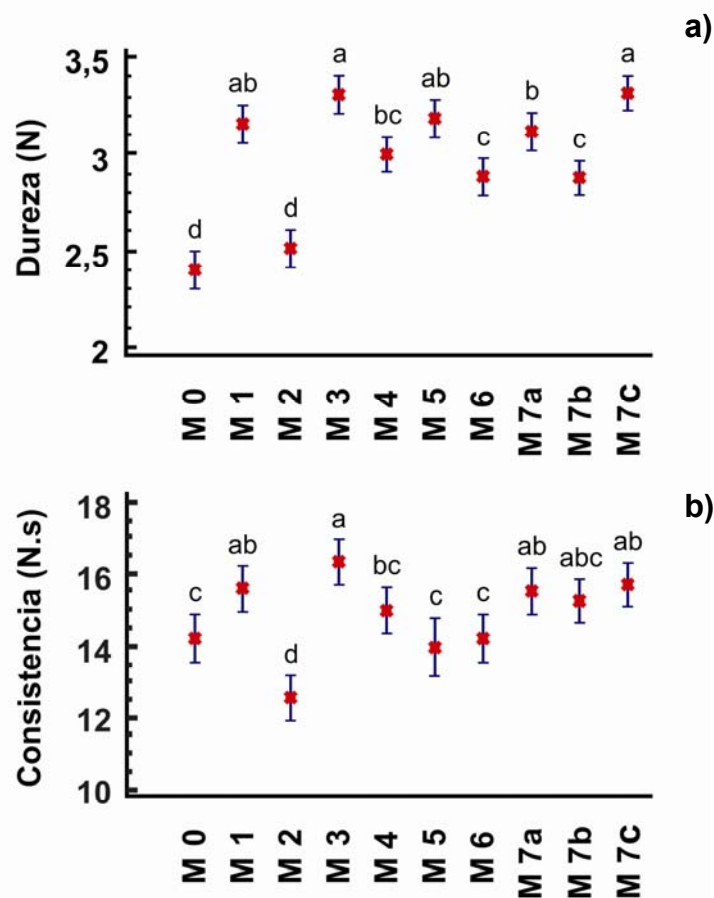 a)
Dureza (N)
3,5
3
2,5
2
d
ab
d
a
bc
ab
c
b
c
a
M 0
M 1
M 2
M 3
M 4
M 5
M 6
M 7a
M 7b
M 7c
b)
Consistencia (N.s)
18
16
14
12
10
c
ab
d
a
bc
c
c
ab
abc
ab
M 0
M 1
M 2
M 3
M 4
M 5
M 6
M 7a
M 7b
M 7c